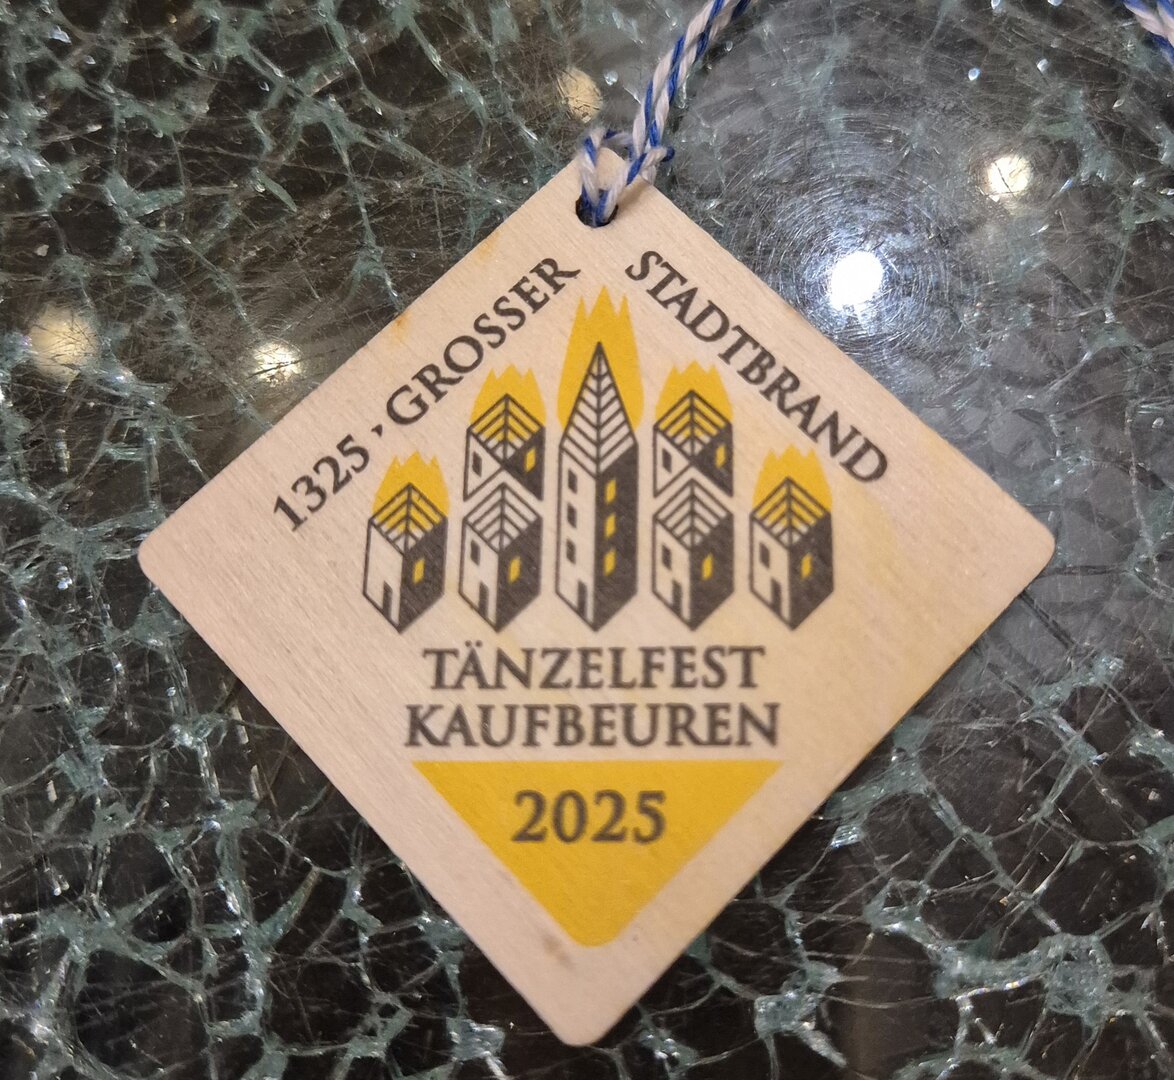 1325, GROSSER STADTBRAND
TÄNZELFEST
KAUFBEUREN
2025